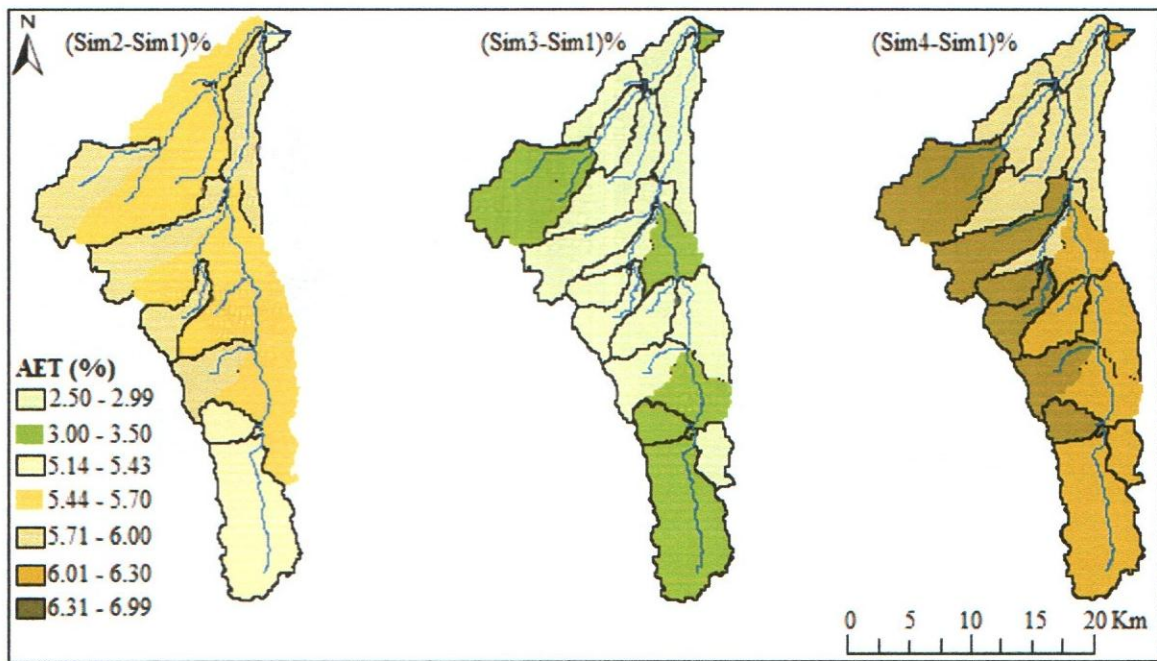 N
(Sim2-Sim1)%
(Sim3-Sim1)%
(Sim4-Sim1)%
AET (%)
2.50 - 2.99
3.00 - 3.50
5.14 - 5.43
5.44 - 5.70
5.71 - 6.00
6.01 - 6.30
6.31 - 6.99
0 5 10 15 20 Km